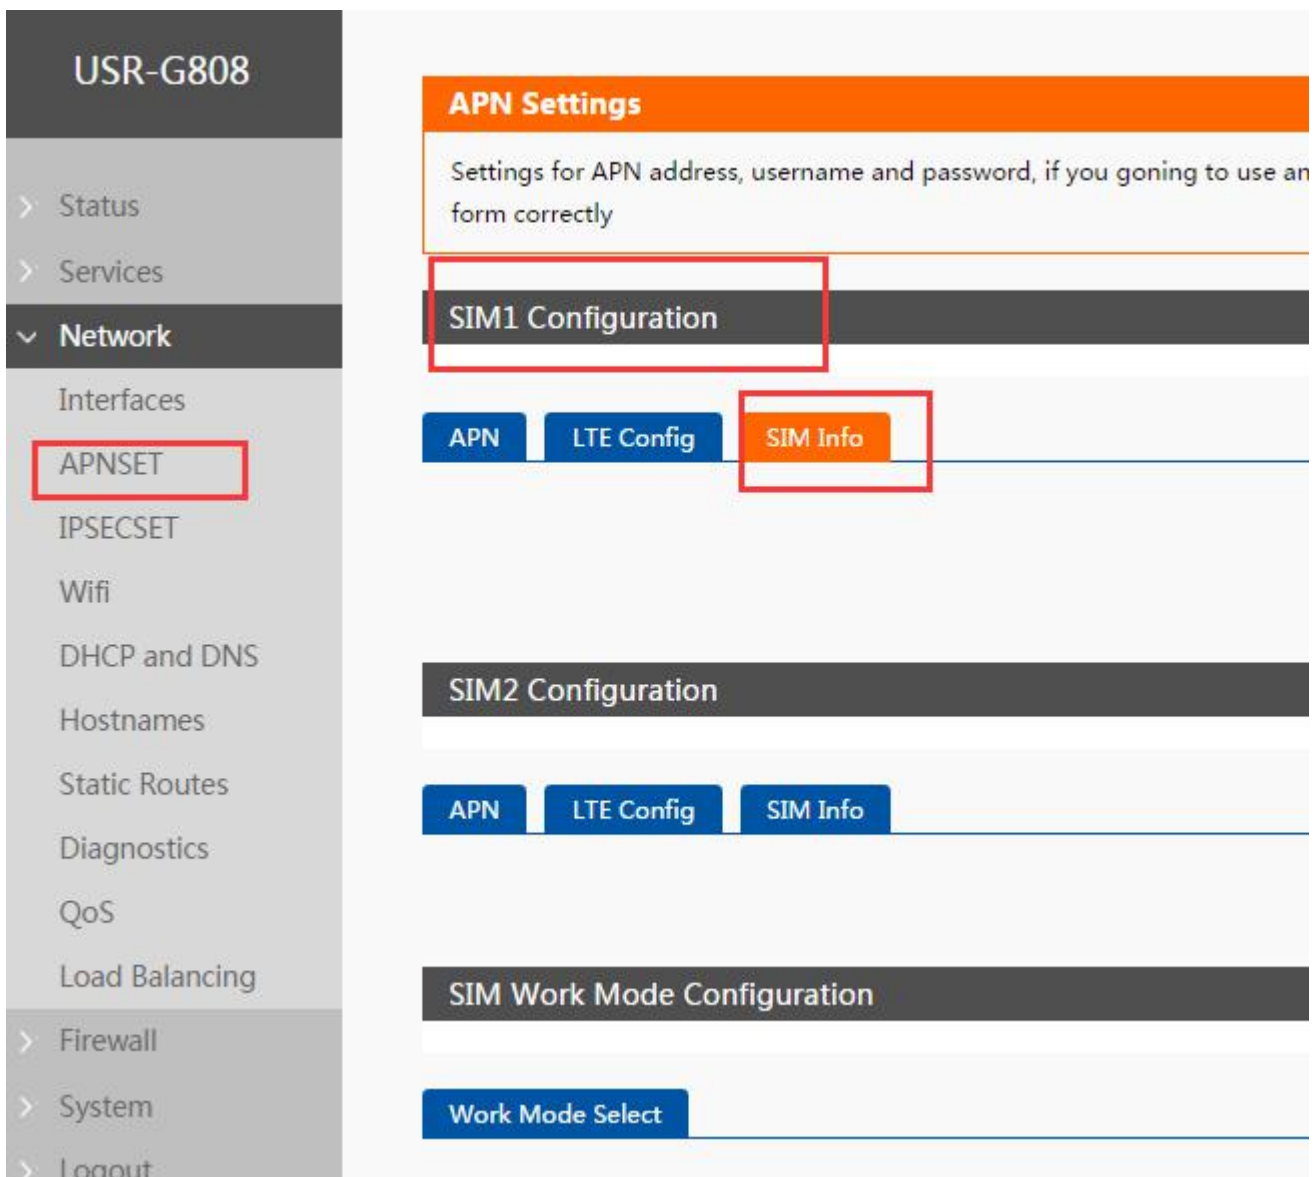 USR-G808
Status
Services
Network
Interfaces
APNSET
IPSECSET
Wifi
DHCP and DNS
Hostnames
Static Routes
Diagnostics
QoS
Load Balancing
Firewall
System
Logout
APN Settings
Settings for APN address, username and password, if you goning to use an
form correctly
SIM1 Configuration
APN LTE Config SIM Info
SIM2 Configuration
APN LTE Config SIM Info
SIM Work Mode Configuration
Work Mode Select